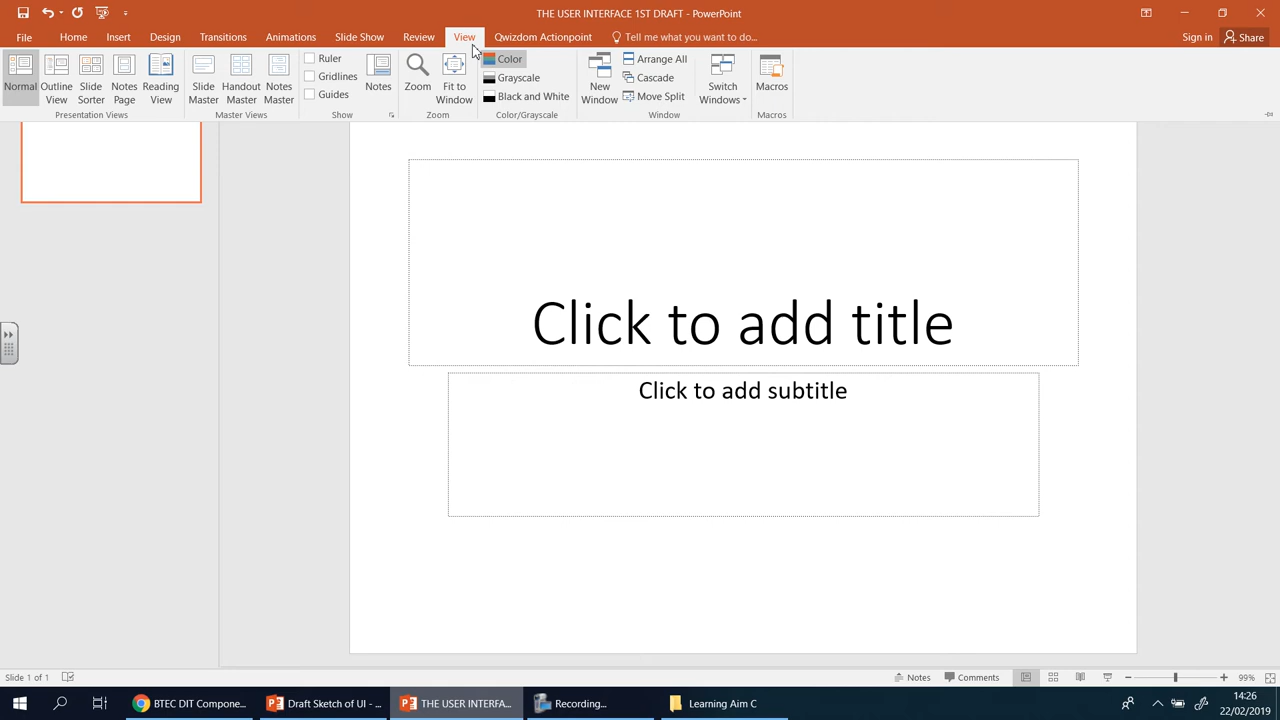 THE USER INTERFACE 1ST DRAFT - PowerPoint
File Home Insert Design Transitions Animations Slide Show Review View Qwizdom Actionpoint Tell me what you want to do... Sign in Share
Normal Outline View Slide Sorter Notes Page Reading View
Presentation Views
Slide Master Handout Master Notes Master
Master Views
Ruler
Gridlines
Guides
Notes
Show
Zoom Fit to Window
Zoom
Color
Grayscale
Black and White
Color/Grayscale
New Window
Arrange All
Cascade
Move Split
Switch Windows
Window
Macros
Macros
Click to add title
Click to add subtitle
Slide 1 of 1 Notes Comments 99%
BTEC DIT Compone... Draft Sketch of UI - ... THE USER INTERFA... Recording... Learning Aim C
14:26
22/02/2019